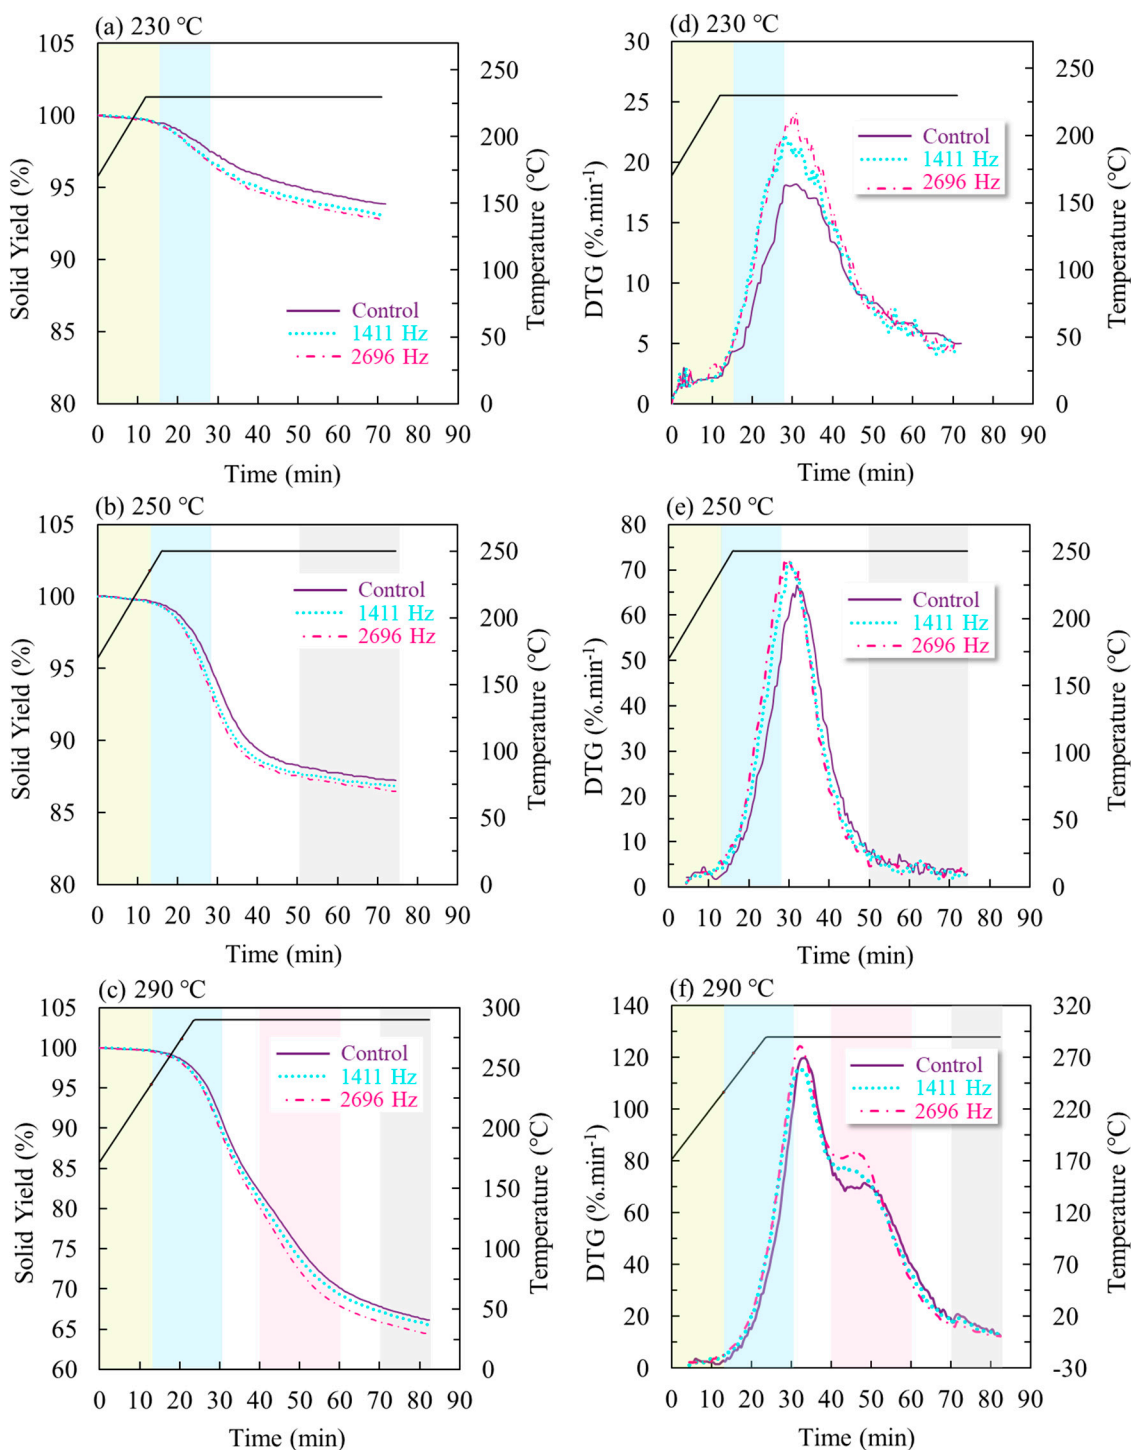 (a) 230 °C
105
100
95
90
85
80
Solid Yield (%)
250
200
150
100
50
0
Temperature (°C)
Control
1411 Hz
2696 Hz
0 10 20 30 40 50 60 70 80 90
Time (min)
(d) 230 °C
30
25
20
15
10
5
0
DTG (%.min-1)
250
200
150
100
50
0
Temperature (°C)
Control
1411 Hz
2696 Hz
0 10 20 30 40 50 60 70 80 90
Time (min)
(b) 250 °C
105
100
95
90
85
80
Solid Yield (%)
250
200
150
100
50
0
Temperature (°C)
Control
1411 Hz
2696 Hz
0 10 20 30 40 50 60 70 80 90
Time (min)
(e) 250 °C
80
70
60
50
40
30
20
10
0
DTG (%.min-1)
250
200
150
100
50
0
Temperature (°C)
Control
1411 Hz
2696 Hz
0 10 20 30 40 50 60 70 80 90
Time (min)
(c) 290 °C
105
100
95
90
85
80
75
70
65
60
Solid Yield (%)
300
250
200
150
100
50
0
Temperature (°C)
Control
1411 Hz
2696 Hz
0 10 20 30 40 50 60 70 80 90
Time (min)
(f) 290 °C
140
120
100
80
60
40
20
0
DTG (%.min-1)
320
270
220
170
120
70
20
-30
Temperature (°C)
Control
1411 Hz
2696 Hz
0 10 20 30 40 50 60 70 80 90
Time (min)